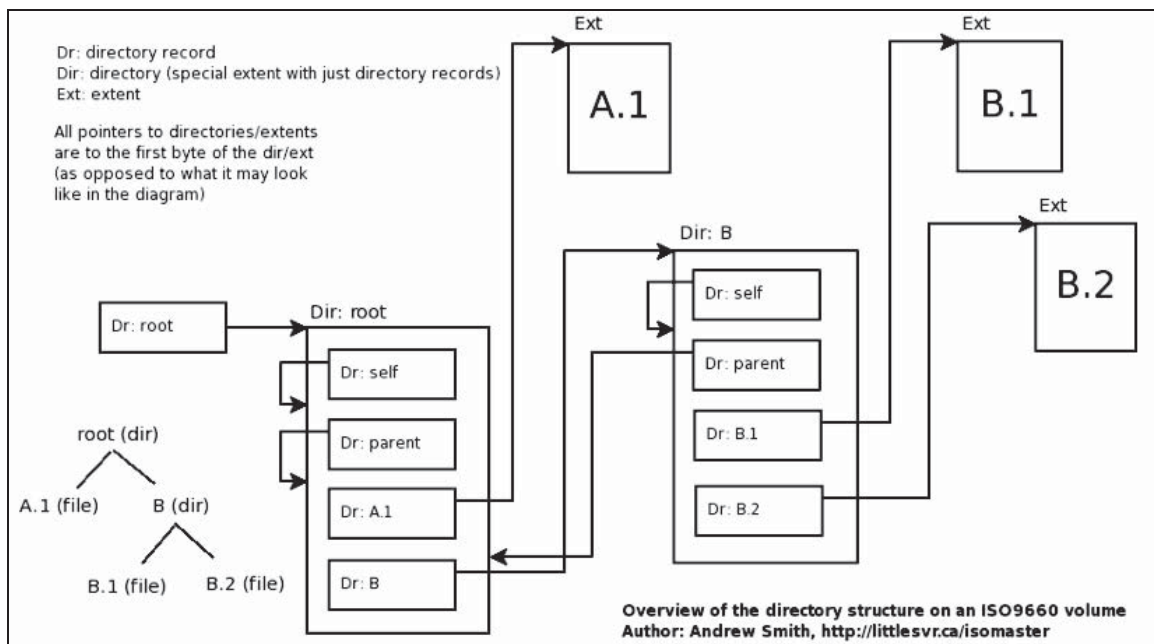 Dr: directory record
Dir: directory (special extent with just directory records)
Ext: extent
All pointers to directories/extents
are to the first byte of the dir/ext
(as opposed to what it may look
like in the diagram)
Ext
A.1
Ext
B.1
Ext
B.2
Dir: B
Dr: self
Dr: parent
Dr: B.1
Dr: B.2
Dr: root
Dir: root
Dr: self
Dr: parent
Dr: A.1
Dr: B
root (dir)
A.1 (file)
B (dir)
B.1 (file)
B.2 (file)
Overview of the directory structure on an ISO9660 volume
Author: Andrew Smith, http://littlesvr.ca/isomaster